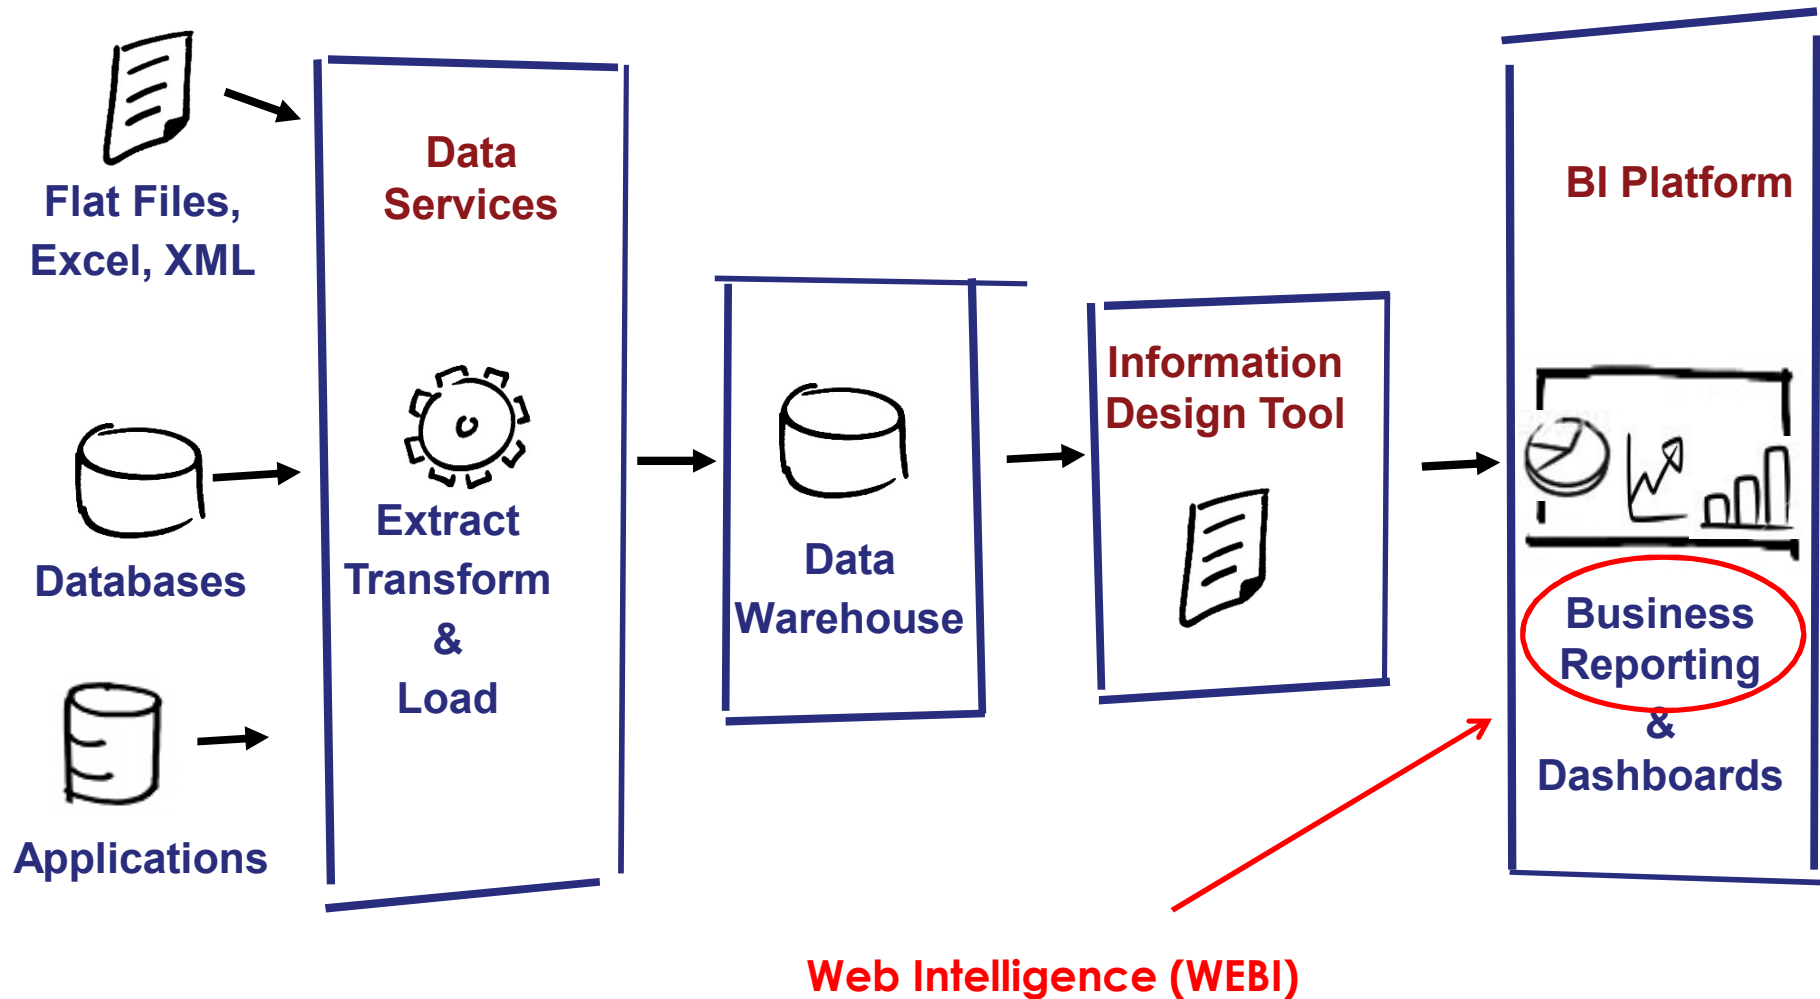 Flat Files,
Excel, XML
Databases
Applications
Data
Services
Extract
Transform
&
Load
Data
Warehouse
Information
Design Tool
BI Platform
Business
Reporting
&
Dashboards
Web Intelligence (WEBI)